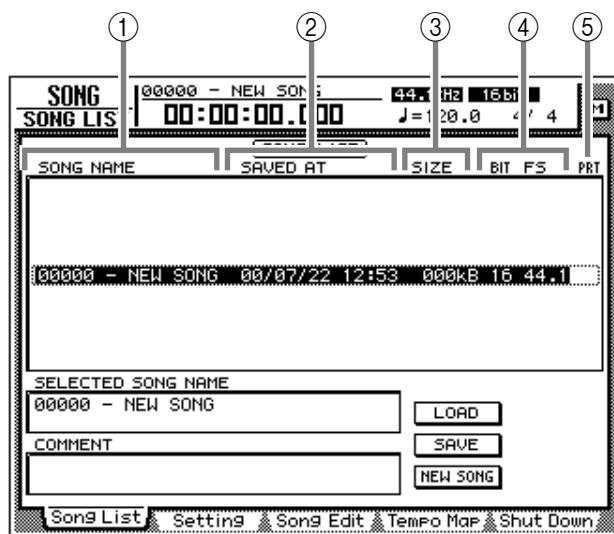 ① ② ③ ④ ⑤
SONG
SONG LIST
00000 - NEW SONG
00:00:00.000
44.1kHz 16bit
♩=120.0 4/ 4
SONG NAME SAVED AT SIZE BIT FS PRT
00000 - NEW SONG 00/07/22 12:53 000kB 16 44.1
SELECTED SONG NAME
00000 - NEW SONG
COMMENT
LOAD
SAVE
NEW SONG
Song List Setting Song Edit Tempo Map Shut Down